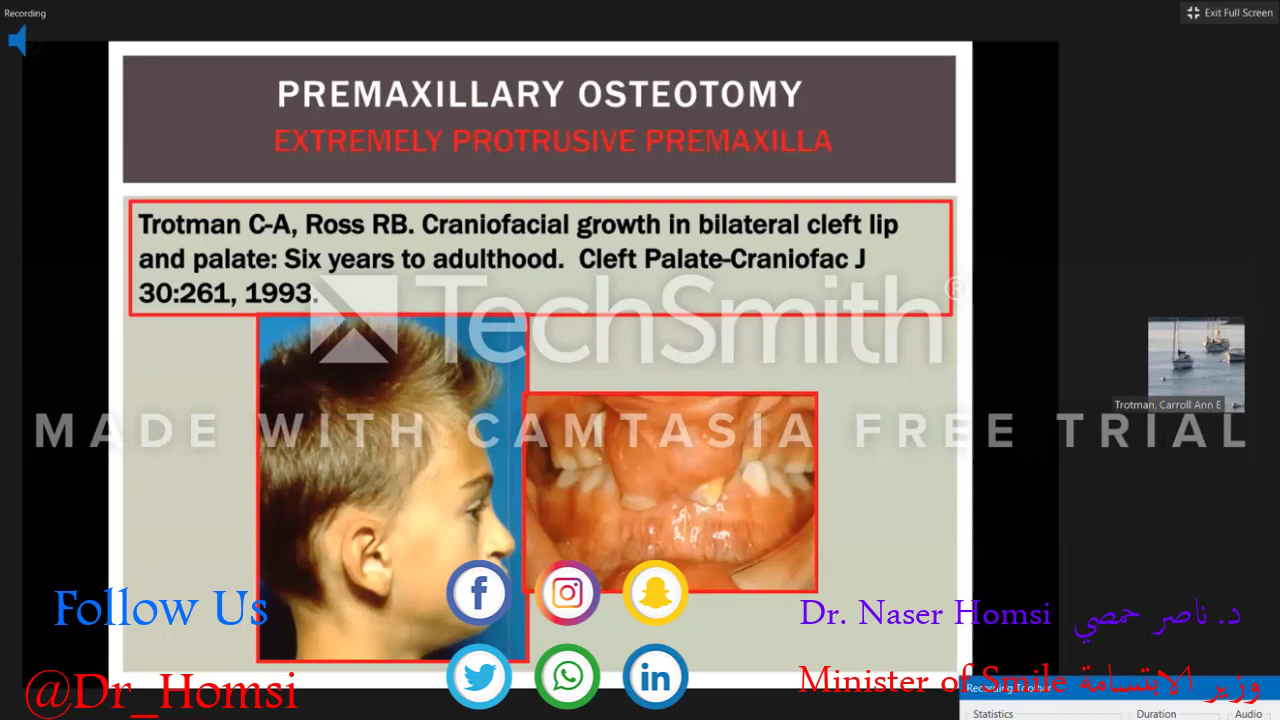 Recording
Exit Full Screen
PREMAXILLARY OSTEOTOMY
EXTREMELY PROTRUSIVE PREMAXILLA
Trotman C-A, Ross RB. Craniofacial growth in bilateral cleft lip
and palate: Six years to adulthood. Cleft Palate-Craniofac J
30:261, 1993.
TechSmith®
MADE WITH CAMTASIA FREE TRIAL
Trotman, Carroll Ann E
Follow Us
@Dr_Homsi
Dr. Naser Homsi د. ناصر حمصي
Minister of Smile وزير الابتسامة
Recording Toolbar
Statistics
Duration
Audio